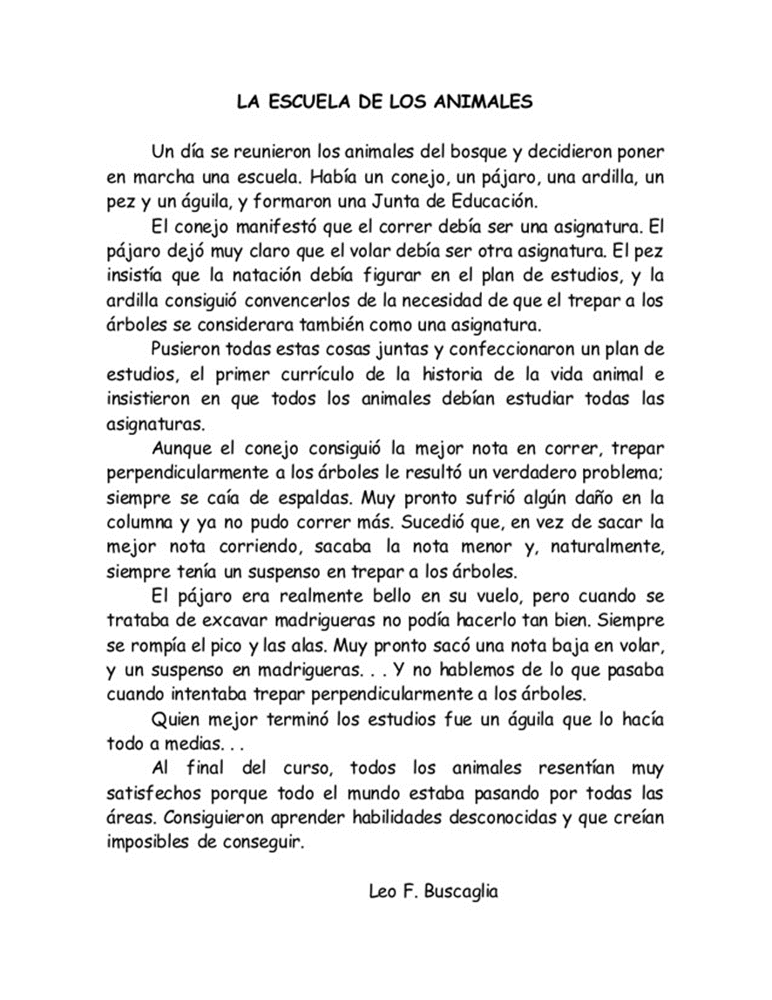 LA ESCUELA DE LOS ANIMALES
Un día se reunieron los animales del bosque y decidieron poner
en marcha una escuela. Había un conejo, un pájaro, una ardilla, un
pez y un águila, y formaron una Junta de Educación.
El conejo manifestó que el correr debía ser una asignatura. El
pájaro dejó muy claro que el volar debía ser otra asignatura. El pez
insistía que la natación debía figurar en el plan de estudios, y la
ardilla consiguió convencerlos de la necesidad de que el trepar a los
árboles se considerara también como una asignatura.
Pusieron todas estas cosas juntas y confeccionaron un plan de
estudios, el primer currículo de la historia de la vida animal e
insistieron en que todos los animales debían estudiar todas las
asignaturas.
Aunque el conejo consiguió la mejor nota en correr, trepar
perpendicularmente a los árboles le resultó un verdadero problema;
siempre se caía de espaldas. Muy pronto sufrió algún daño en la
columna y ya no pudo correr más. Sucedió que, en vez de sacar la
mejor nota corriendo, sacaba la nota menor y, naturalmente,
siempre tenía un suspenso en trepar a los árboles.
El pájaro era realmente bello en su vuelo, pero cuando se
trataba de excavar madrigueras no podía hacerlo tan bien. Siempre
se rompía el pico y las alas. Muy pronto sacó una nota baja en volar,
y un suspenso en madrigueras. . . Y no hablemos de lo que pasaba
cuando intentaba trepar perpendicularmente a los árboles.
Quien mejor terminó los estudios fue un águila que lo hacía
todo a medias. . .
Al final del curso, todos los animales resentían muy
satisfechos porque todo el mundo estaba pasando por todas las
áreas. Consiguieron aprender habilidades desconocidas y que creían
imposibles de conseguir.
Leo F. Buscaglia